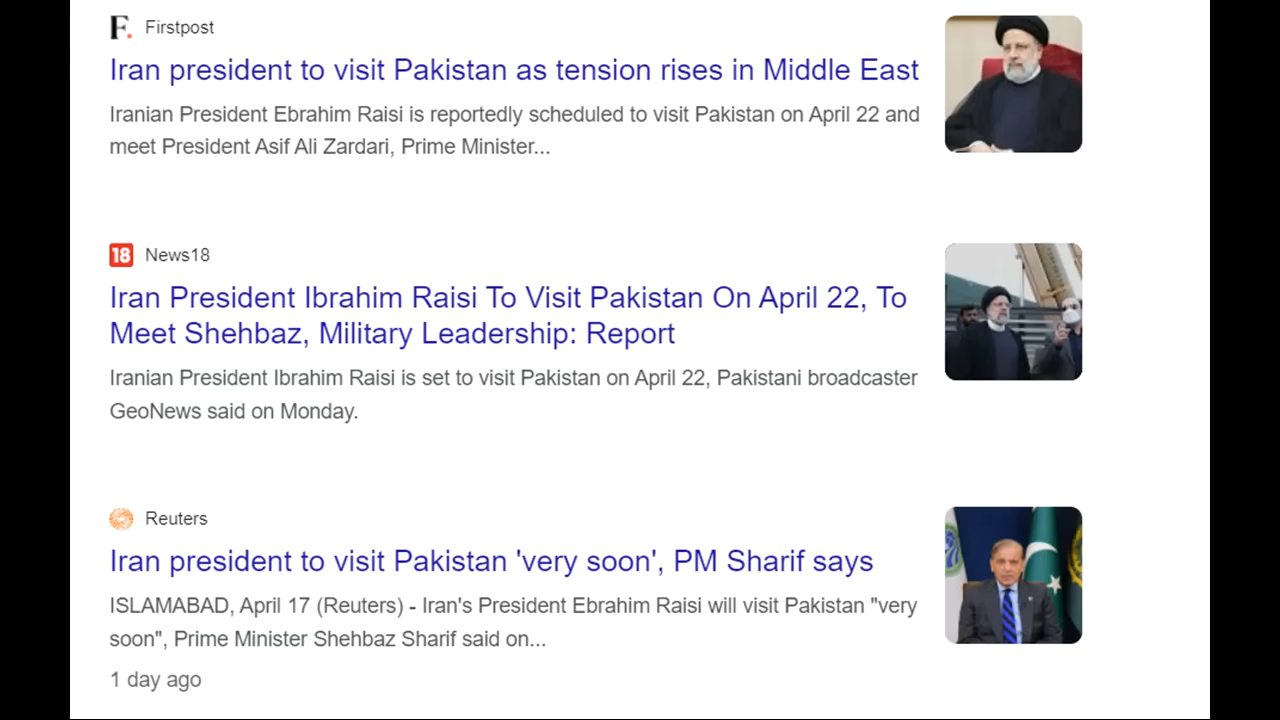 F. Firstpost
Iran president to visit Pakistan as tension rises in Middle East
Iranian President Ebrahim Raisi is reportedly scheduled to visit Pakistan on April 22 and
meet President Asif Ali Zardari, Prime Minister...
18 News18
Iran President Ibrahim Raisi To Visit Pakistan On April 22, To
Meet Shehbaz, Military Leadership: Report
Iranian President Ibrahim Raisi is set to visit Pakistan on April 22, Pakistani broadcaster
GeoNews said on Monday.
Reuters
Iran president to visit Pakistan 'very soon', PM Sharif says
ISLAMABAD, April 17 (Reuters) - Iran's President Ebrahim Raisi will visit Pakistan "very
soon", Prime Minister Shehbaz Sharif said on...
1 day ago